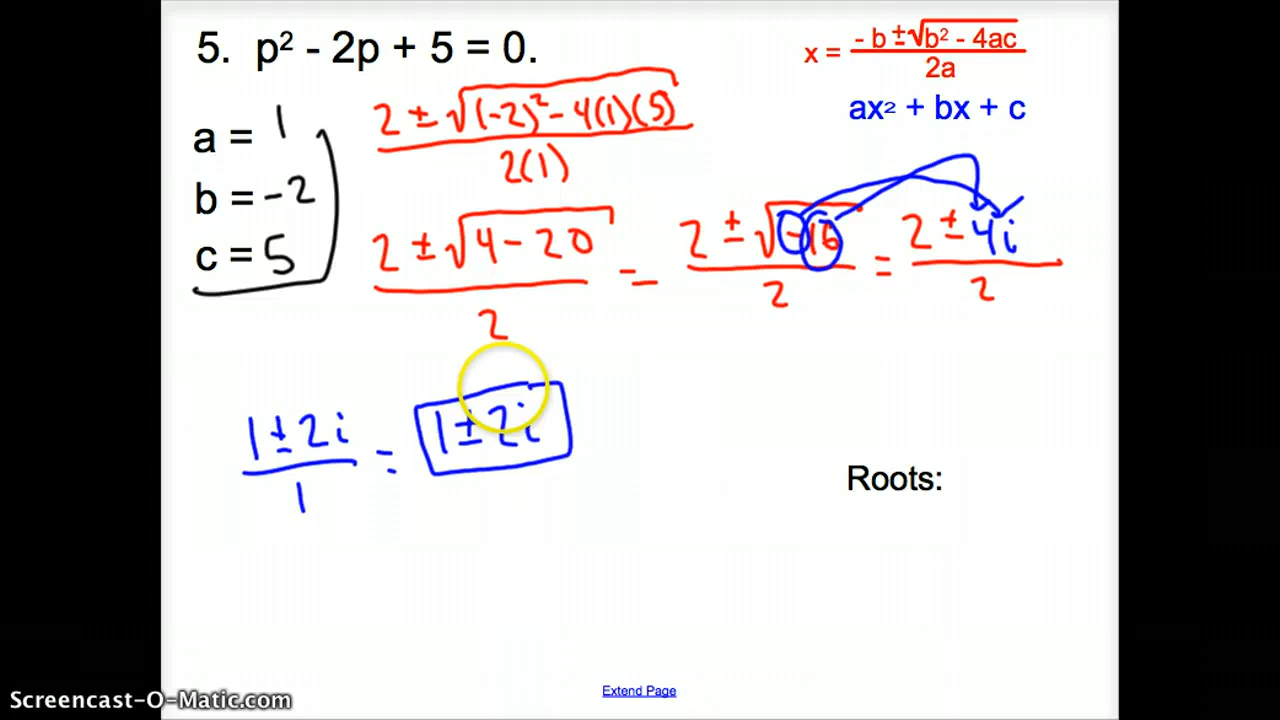 5. p² - 2p + 5 = 0.
x = -b ±√b² - 4ac / 2a
ax² + bx + c
a = 1
b = -2
c = 5
2 ± √(-2)² - 4(1)(5) / 2(1)
2 ± √4 - 20 / 2 = 2 ± √-16 / 2 = 2 ± 4i / 2
1 ± 2i / 1 = 1 ± 2i
Roots:
Extend Page
Screencast-O-Matic.com